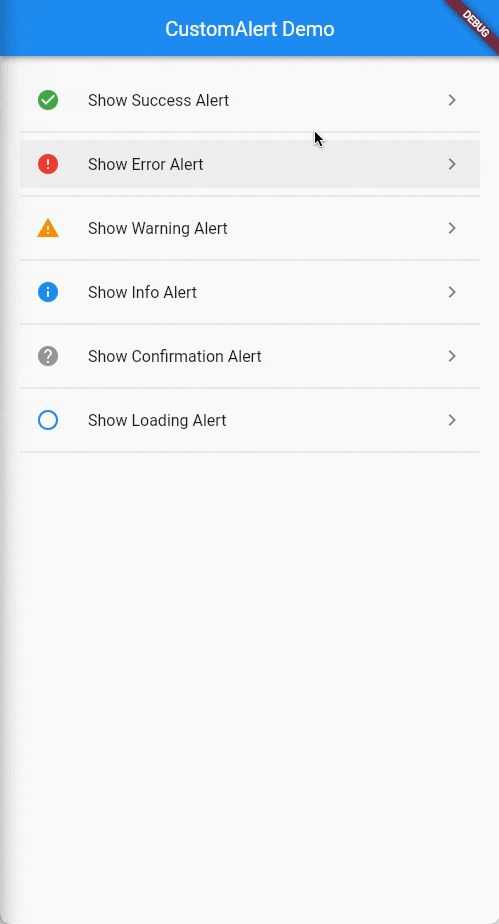 CustomAlert Demo
DEBUG
Show Success Alert
Show Error Alert
Show Warning Alert
Show Info Alert
Show Confirmation Alert
Show Loading Alert